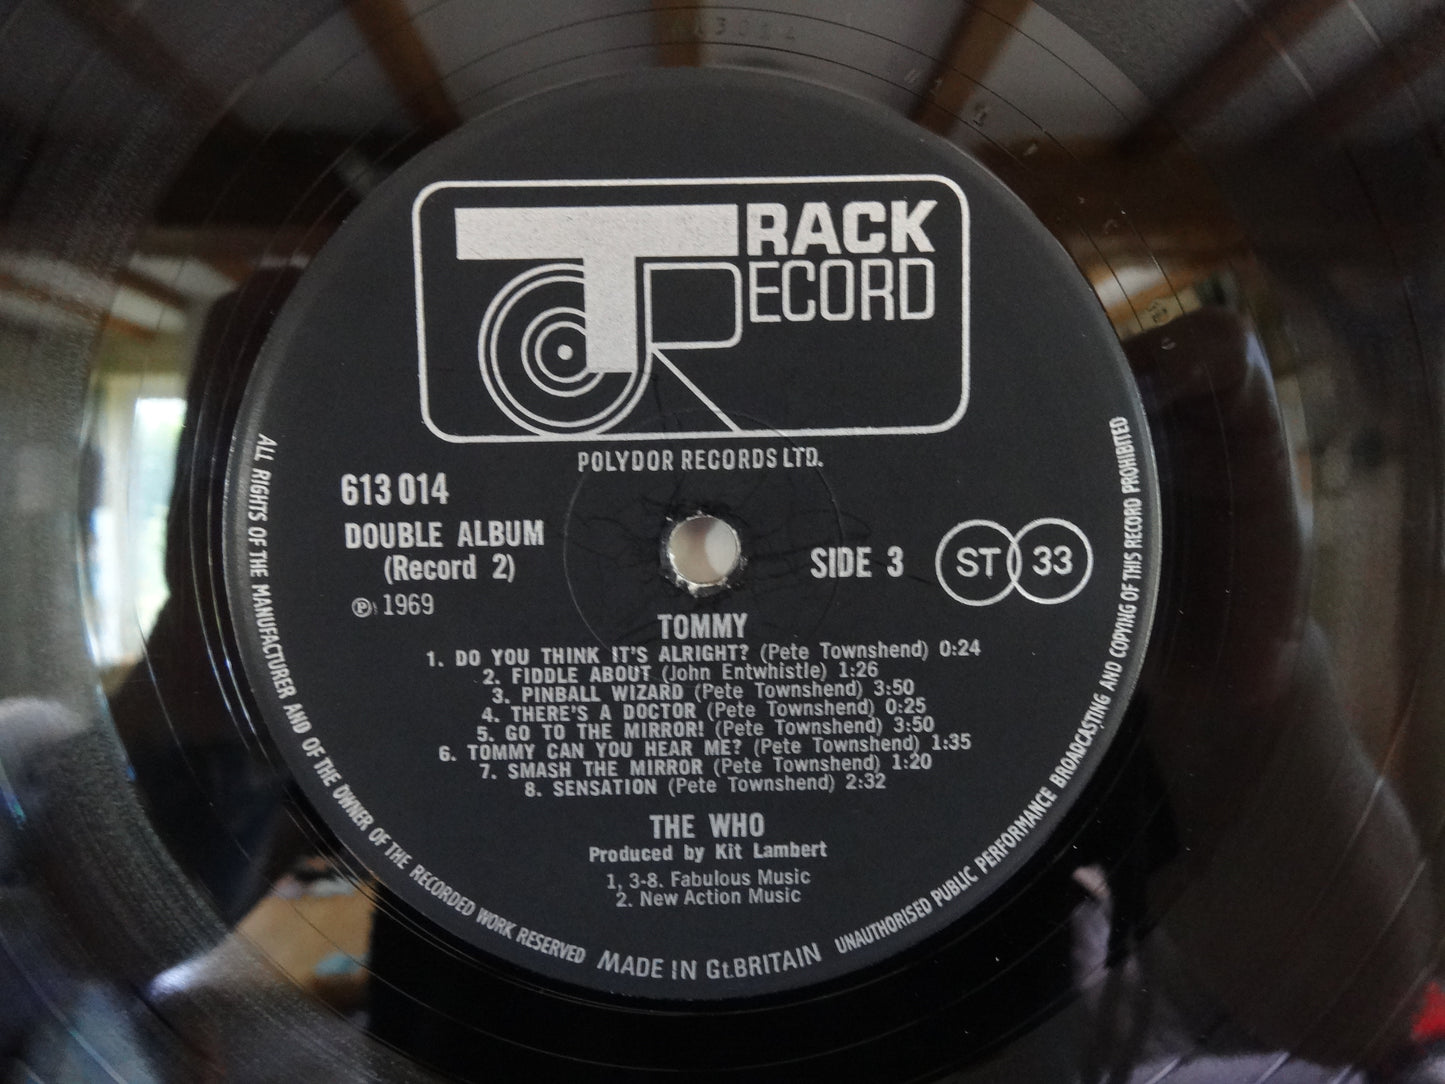 TRACK
RECORD
POLYDOR RECORDS LTD.
613 014
DOUBLE ALBUM
(Record 2)
℗ 1969
SIDE 3
ST 33
TOMMY
1. DO YOU THINK IT'S ALRIGHT? (Pete Townshend) 0:24
2. FIDDLE ABOUT (John Entwhistle) 1:26
3. PINBALL WIZARD (Pete Townshend) 3:50
4. THERE'S A DOCTOR (Pete Townshend) 0:25
5. GO TO THE MIRROR! (Pete Townshend) 3:50
6. TOMMY CAN YOU HEAR ME? (Pete Townshend) 1:35
7. SMASH THE MIRROR (Pete Townshend) 1:20
8. SENSATION (Pete Townshend) 2:32
THE WHO
Produced by Kit Lambert
1, 3-8. Fabulous Music
2. New Action Music
ALL RIGHTS OF THE MANUFACTURER AND OF THE OWNER OF THE RECORDED WORK RESERVED
MADE IN Gt.BRITAIN
UNAUTHORISED PUBLIC PERFORMANCE BROADCASTING AND COPYING OF THIS RECORD PROHIBITED